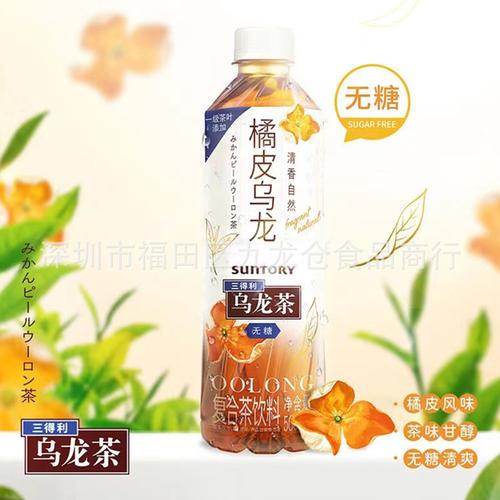 无糖
SUGAR FREE
一级茶叶
添加
橘皮乌龙
みかんピールウーロン茶
清香自然
fragrant natural
SUNTORY
三得利
乌龙茶
无糖
OOLONG
复合茶饮料
净含
みかんピールウーロン茶
深圳市福田区九龙仓食品商行
三得利
乌龙茶
橘皮风味
茶味甘醇
无糖清爽